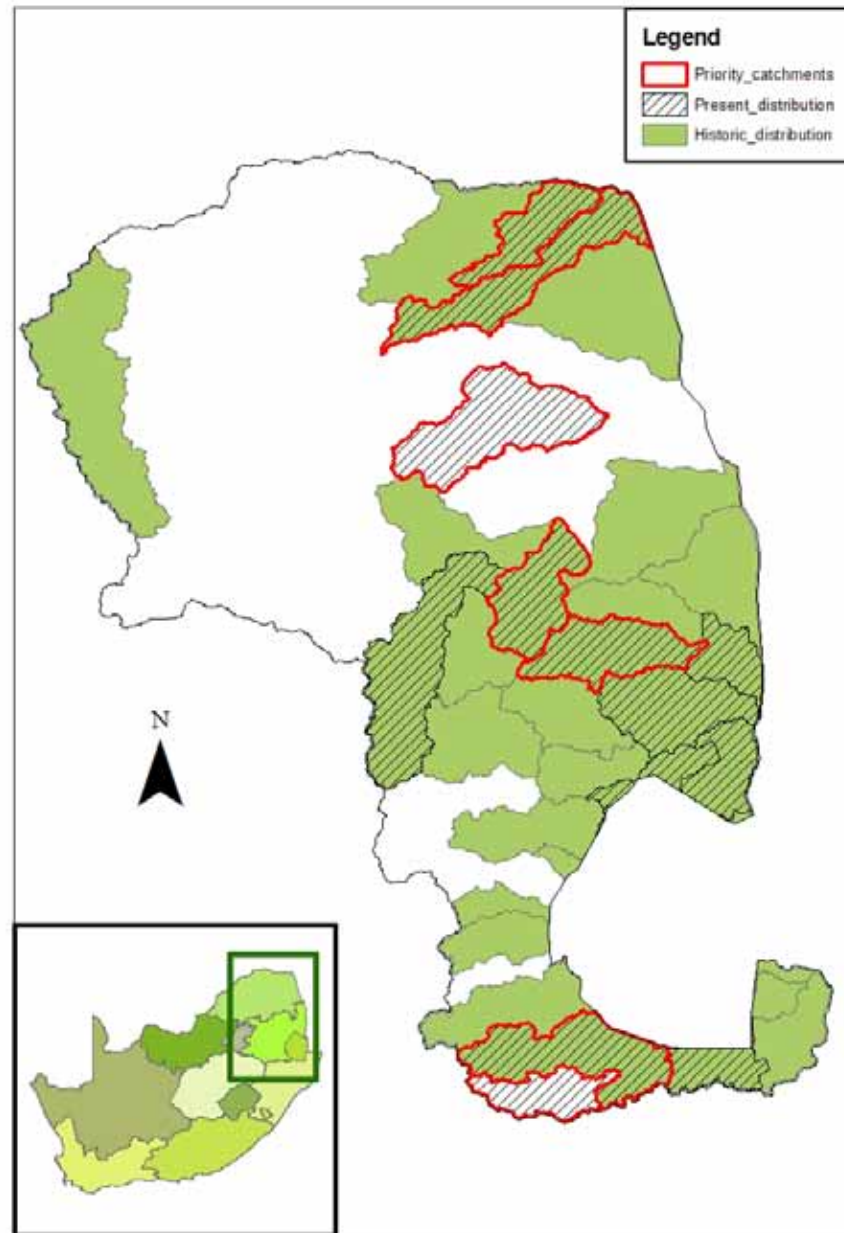 Legend
Priority_catchments
Present_distribution
Historic_distribution
N